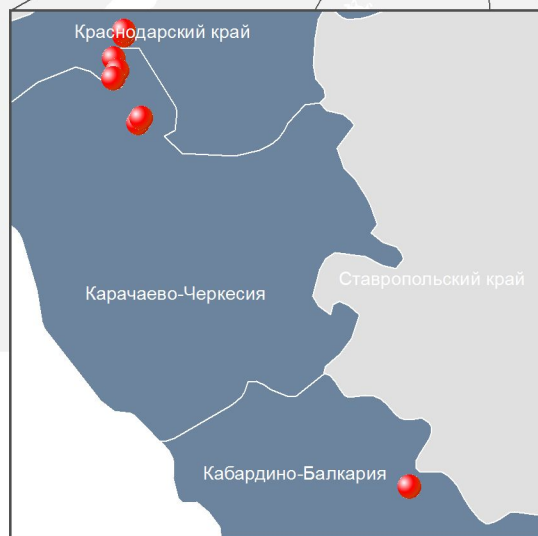 Краснодарский край
Ставропольский край
Карачаево-Черкесия
Кабардино-Балкария